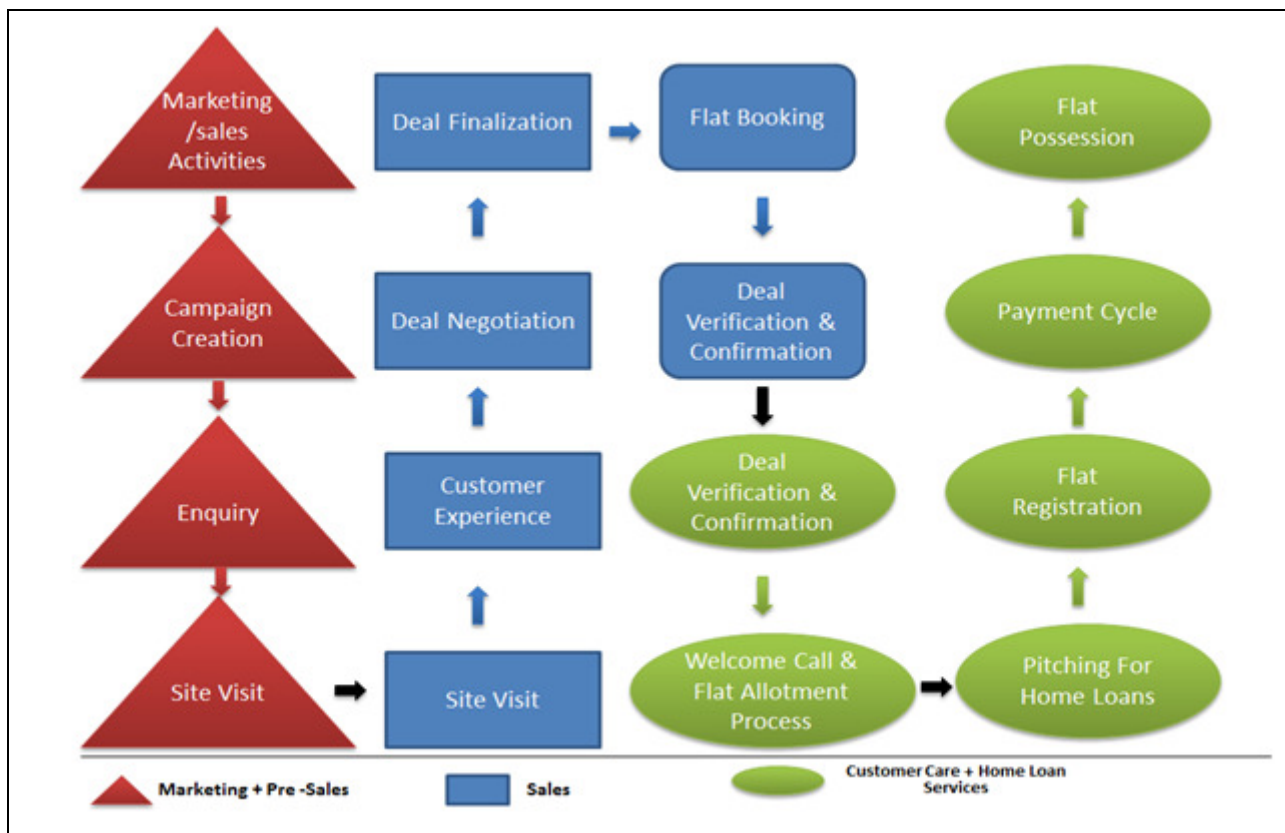 Marketing
/sales
Activities
Campaign
Creation
Enquiry
Site Visit
Deal Finalization
Deal Negotiation
Customer
Experience
Site Visit
Flat Booking
Deal
Verification &
Confirmation
Deal
Verification &
Confirmation
Welcome Call &
Flat Allotment
Process
Flat
Possession
Payment Cycle
Flat
Registration
Pitching For
Home Loans
Marketing + Pre -Sales
Sales
Customer Care + Home Loan
Services